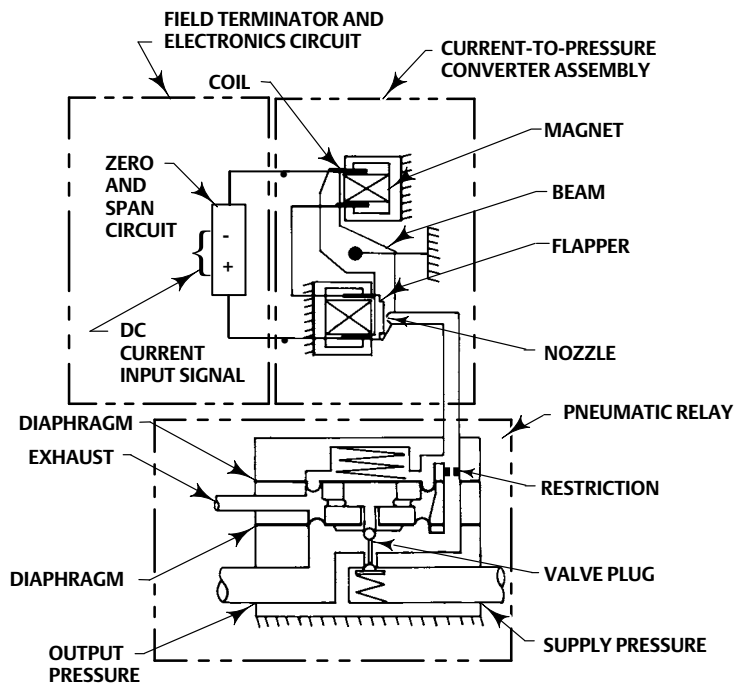 FIELD TERMINATOR AND
ELECTRONICS CIRCUIT
CURRENT-TO-PRESSURE
CONVERTER ASSEMBLY
COIL
MAGNET
ZERO
AND
SPAN
CIRCUIT
BEAM
FLAPPER
-
+
DC
CURRENT
INPUT SIGNAL
NOZZLE
PNEUMATIC RELAY
DIAPHRAGM
EXHAUST
RESTRICTION
DIAPHRAGM
VALVE PLUG
OUTPUT
PRESSURE
SUPPLY PRESSURE